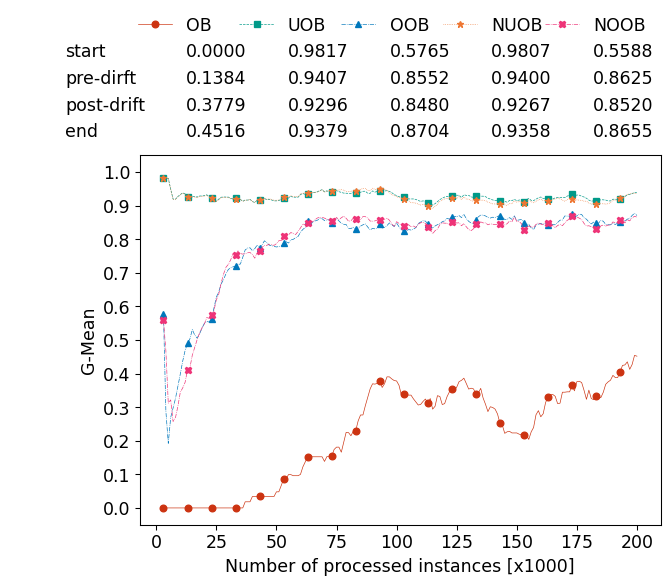 OB UOB OOB NUOB NOOB
start 0.0000 0.9817 0.5765 0.9807 0.5588
pre-dirft 0.1384 0.9407 0.8552 0.9400 0.8625
post-drift 0.3779 0.9296 0.8480 0.9267 0.8520
end 0.4516 0.9379 0.8704 0.9358 0.8655
1.0
0.9
0.8
0.7
0.6
0.5
0.4
0.3
0.2
0.1
0.0
G-Mean
0 25 50 75 100 125 150 175 200
Number of processed instances [x1000]